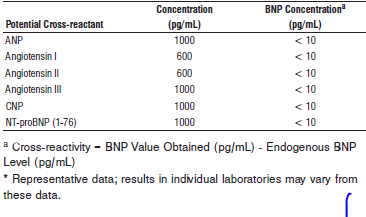 Potential Cross-reactant Concentration (pg/mL) BNP Concentrationᵃ (pg/mL)
ANP 1000 < 10
Angiotensin I 600 < 10
Angiotensin II 600 < 10
Angiotensin III 1000 < 10
CNP 1000 < 10
NT-proBNP (1-76) 1000 < 10
ᵃ Cross-reactivity = BNP Value Obtained (pg/mL) - Endogenous BNP
Level (pg/mL)
* Representative data; results in individual laboratories may vary from
these data.